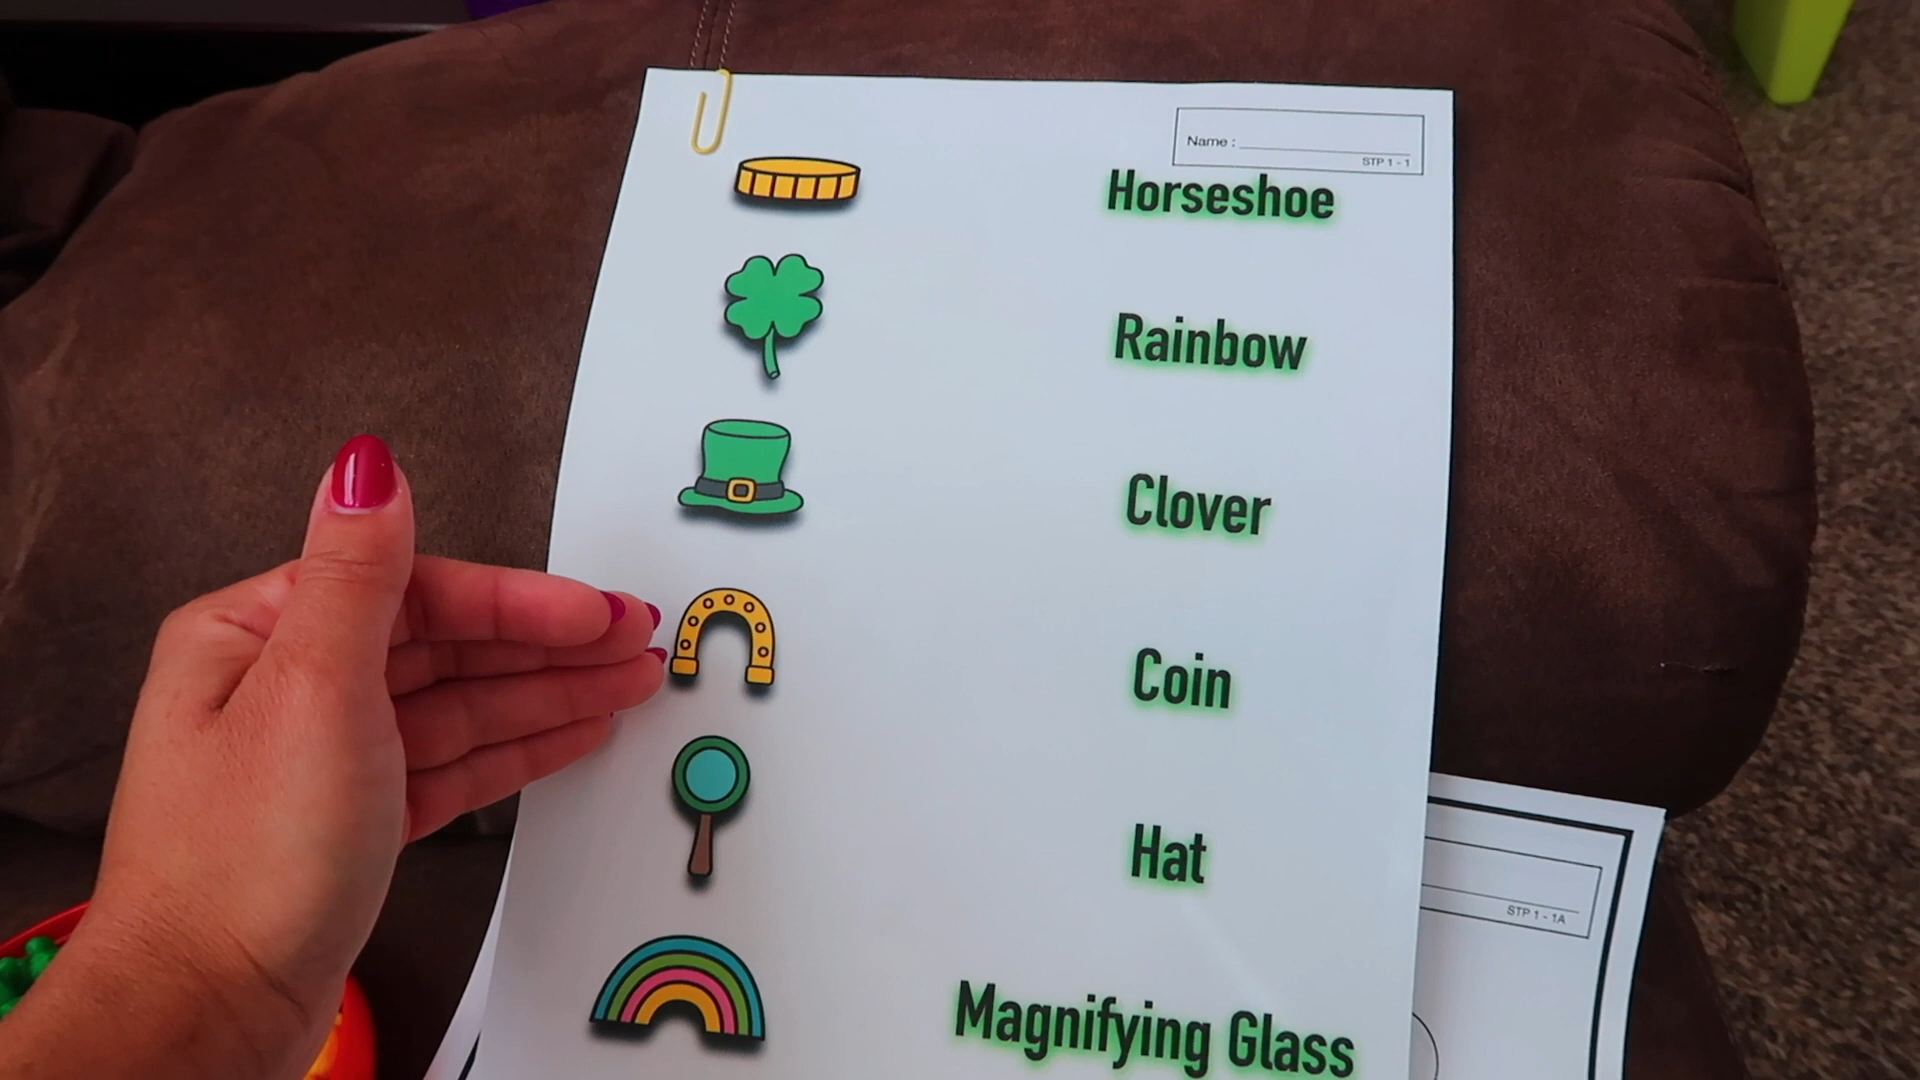 Name :
STP 1 - 1
Horseshoe
Rainbow
Clover
Coin
Hat
Magnifying Glass
STP 1 - 1A